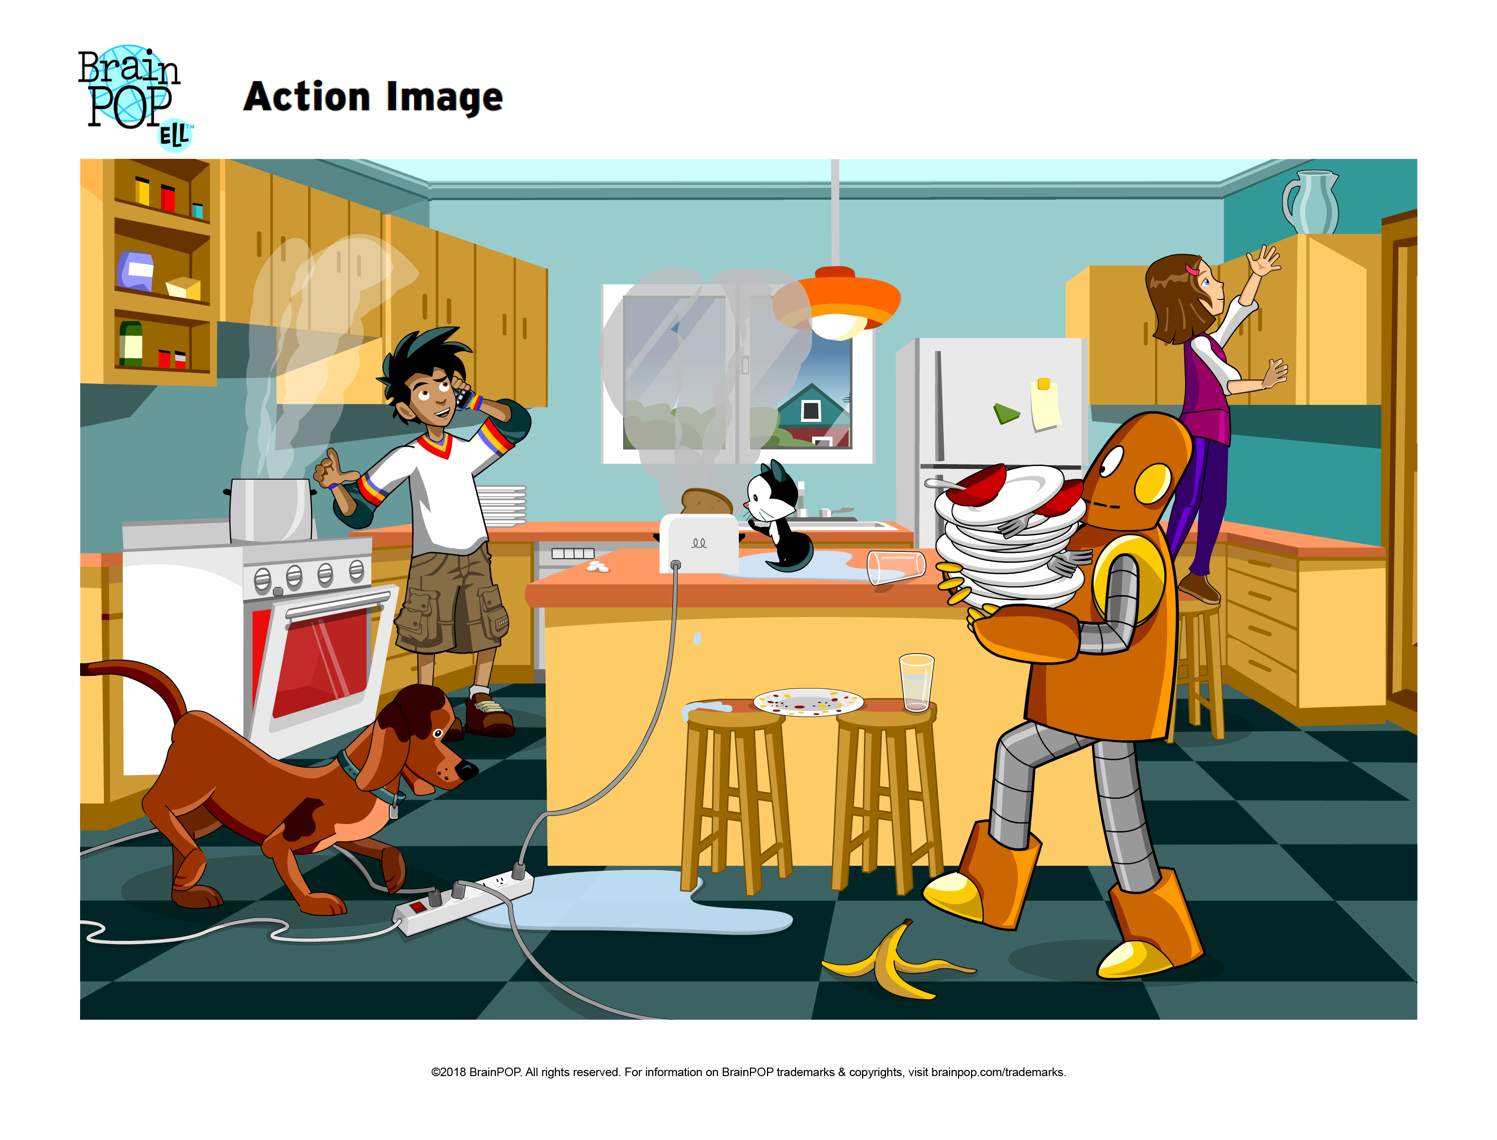 Brain
POP
ELL™
Action Image
©2018 BrainPOP. All rights reserved. For information on BrainPOP trademarks & copyrights, visit brainpop.com/trademarks.